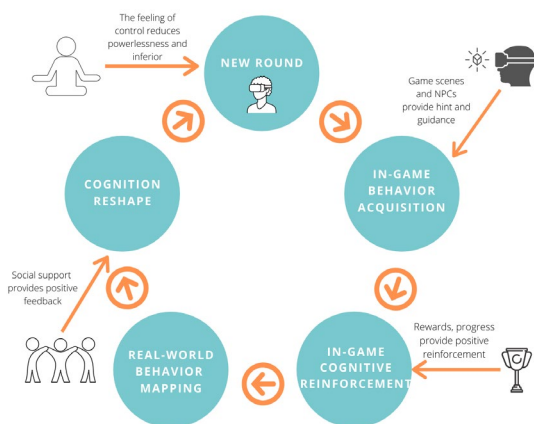 The feeling of
control reduces
powerlessness and
inferior
NEW ROUND
Game scenes
and NPCs
provide hint and
guidance
IN-GAME
BEHAVIOR
ACQUISITION
Rewards, progress
provide positive
reinforcement
IN-GAME
COGNITIVE
REINFORCEMENT
REAL-WORLD
BEHAVIOR
MAPPING
Social support
provides positive
feedback
COGNITION
RESHAPE